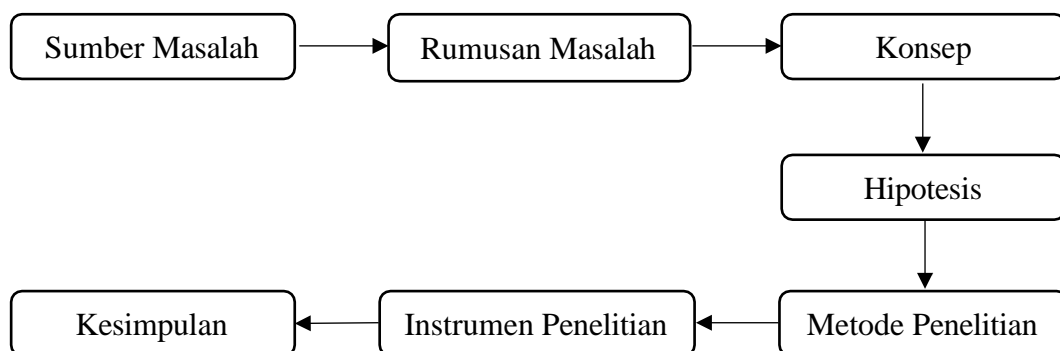 Sumber Masalah
Rumusan Masalah
Konsep
Hipotesis
Metode Penelitian
Instrumen Penelitian
Kesimpulan